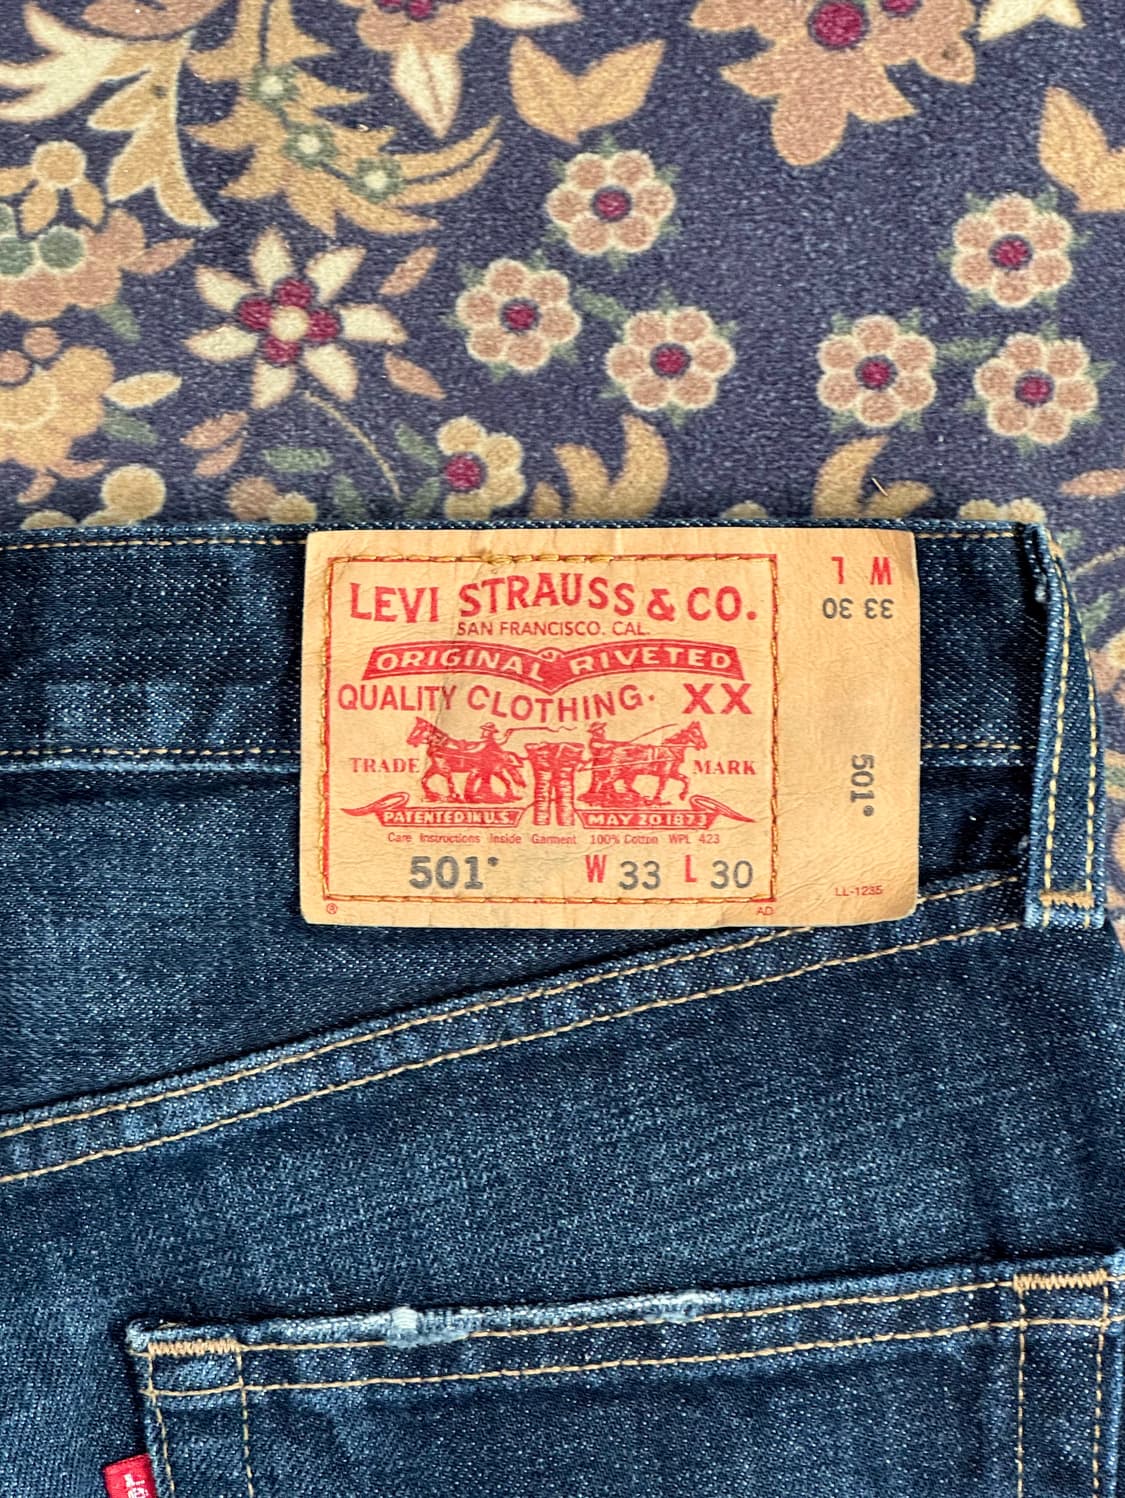 LEVI STRAUSS & CO.
SAN FRANCISCO. CAL.
ORIGINAL RIVETED
QUALITY CLOTHING. XX
TRADE MARK
PATENTED IN U.S. MAY 20 1873
Care Instructions Inside Garment 100% Cotton WPL 423
501® W 33 L 30
® AD
W L
33 30
501®
LL-1235